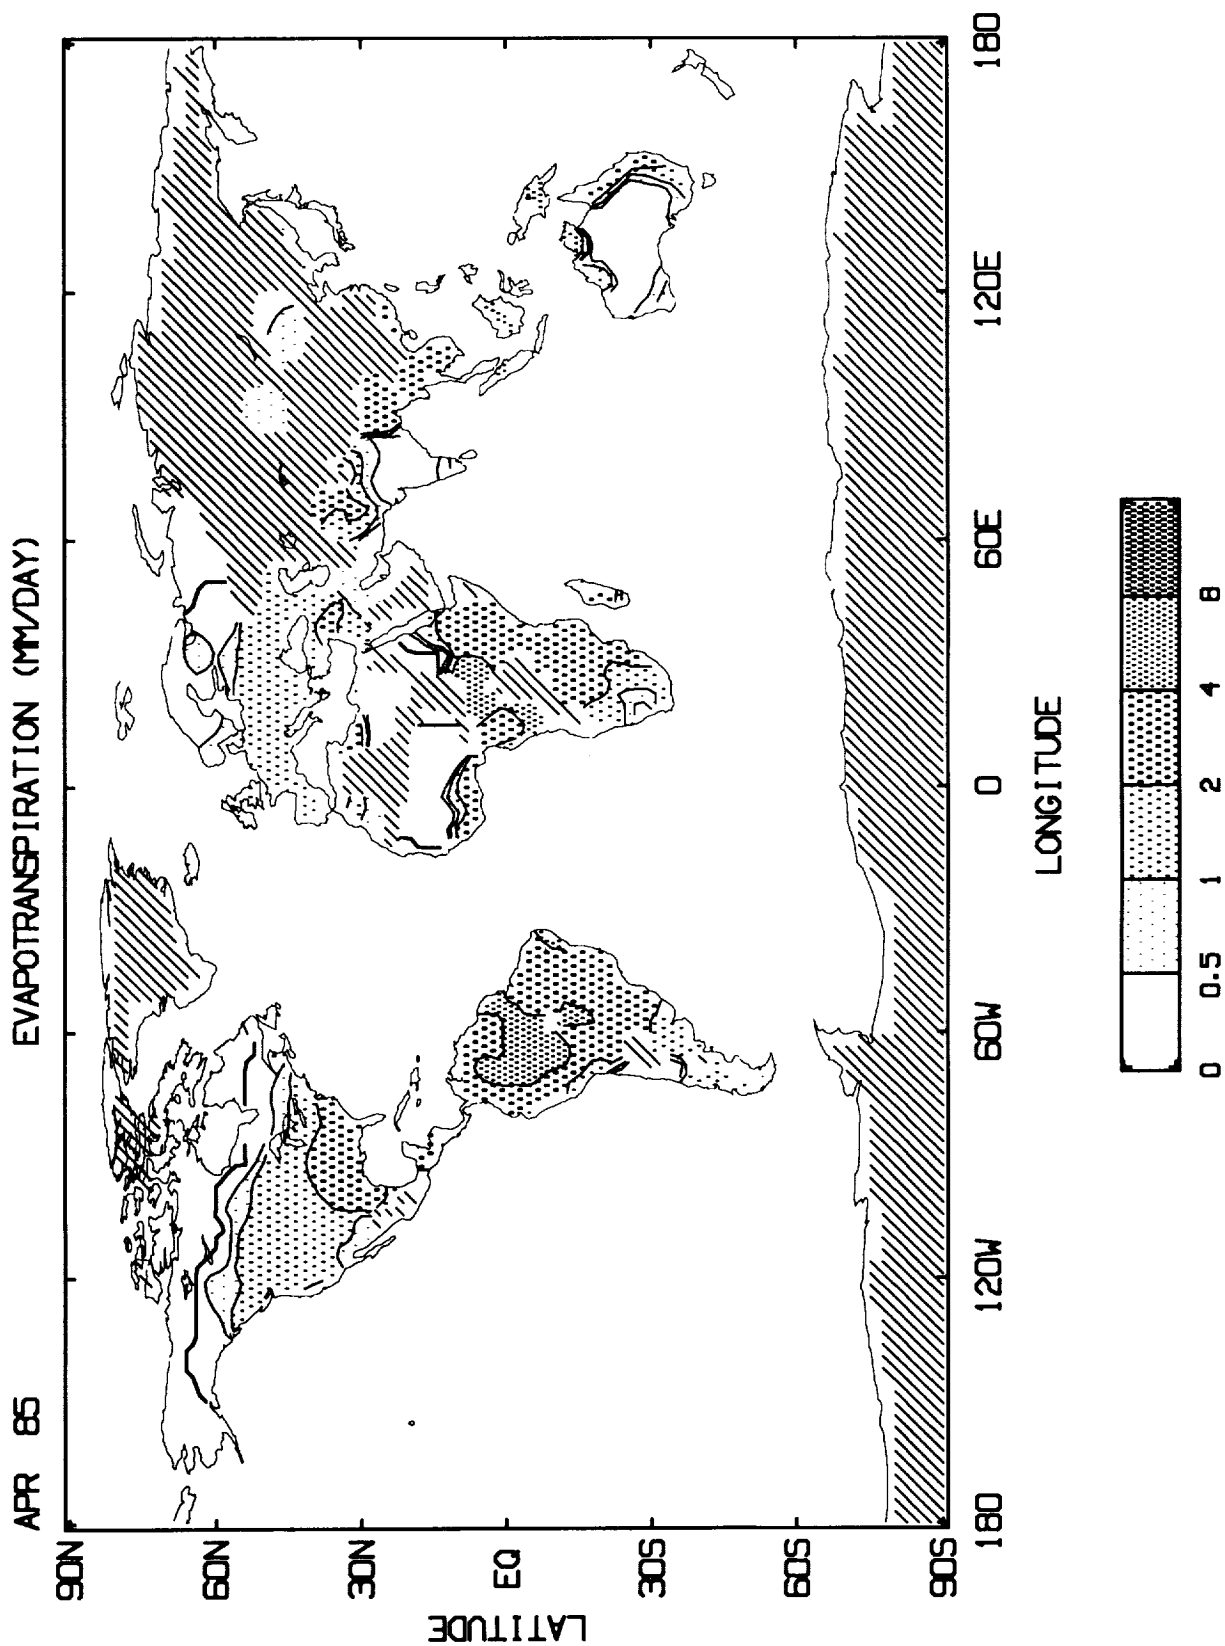 APR 85 EVAPOTRANSPIRATION (MM/DAY)
90N
60N
30N
EQ
30S
60S
90S
LATITUDE
180 120W 60W 0 60E 120E 180
LONGITUDE
0 0.5 1 2 4 8